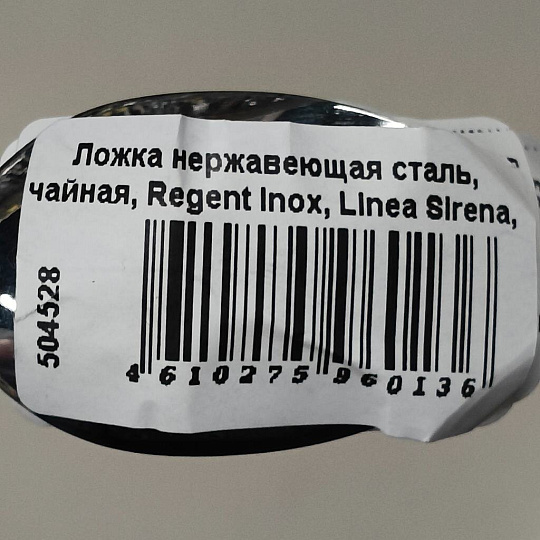 Ложка нержавеющая сталь,
чайная, Regent Inox, Linea Sirena,
504528
4 610275 960136